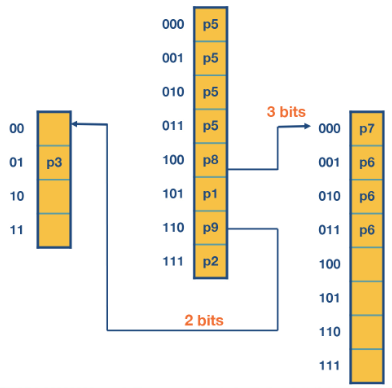 000 p5
001 p5
010 p5
011 p5
100 p8
101 p1
110 p9
111 p2
00
01 p3
10
11
3 bits
000 p7
001 p6
010 p6
011 p6
100
101
110
111
2 bits